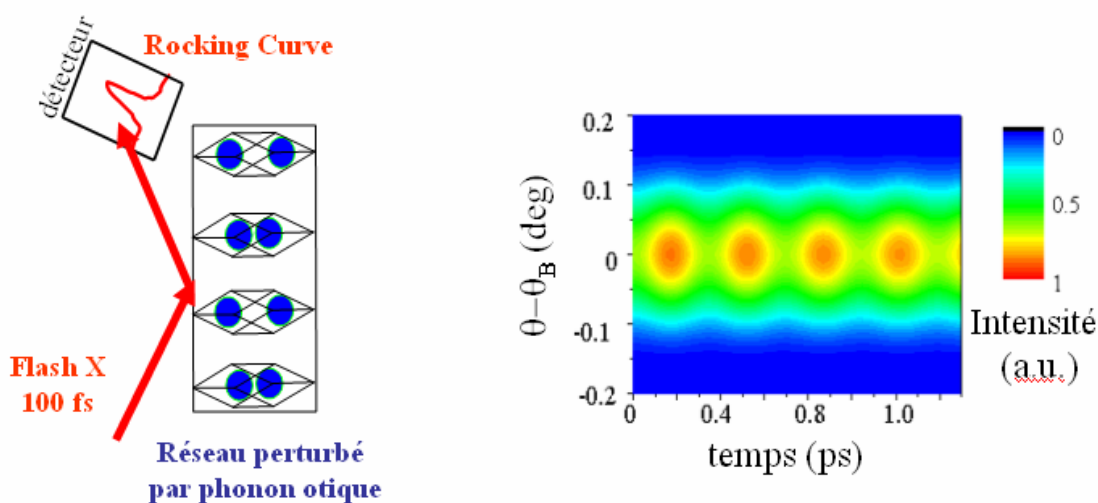 détecteur
Rocking Curve
Flash X
100 fs
Réseau perturbé
par phonon otique
θ−θB (deg)
0.2
0.1
0
-0.1
-0.2
0 0.4 0.8 1.0
temps (ps)
0
0.5
1
Intensité
(a.u.)